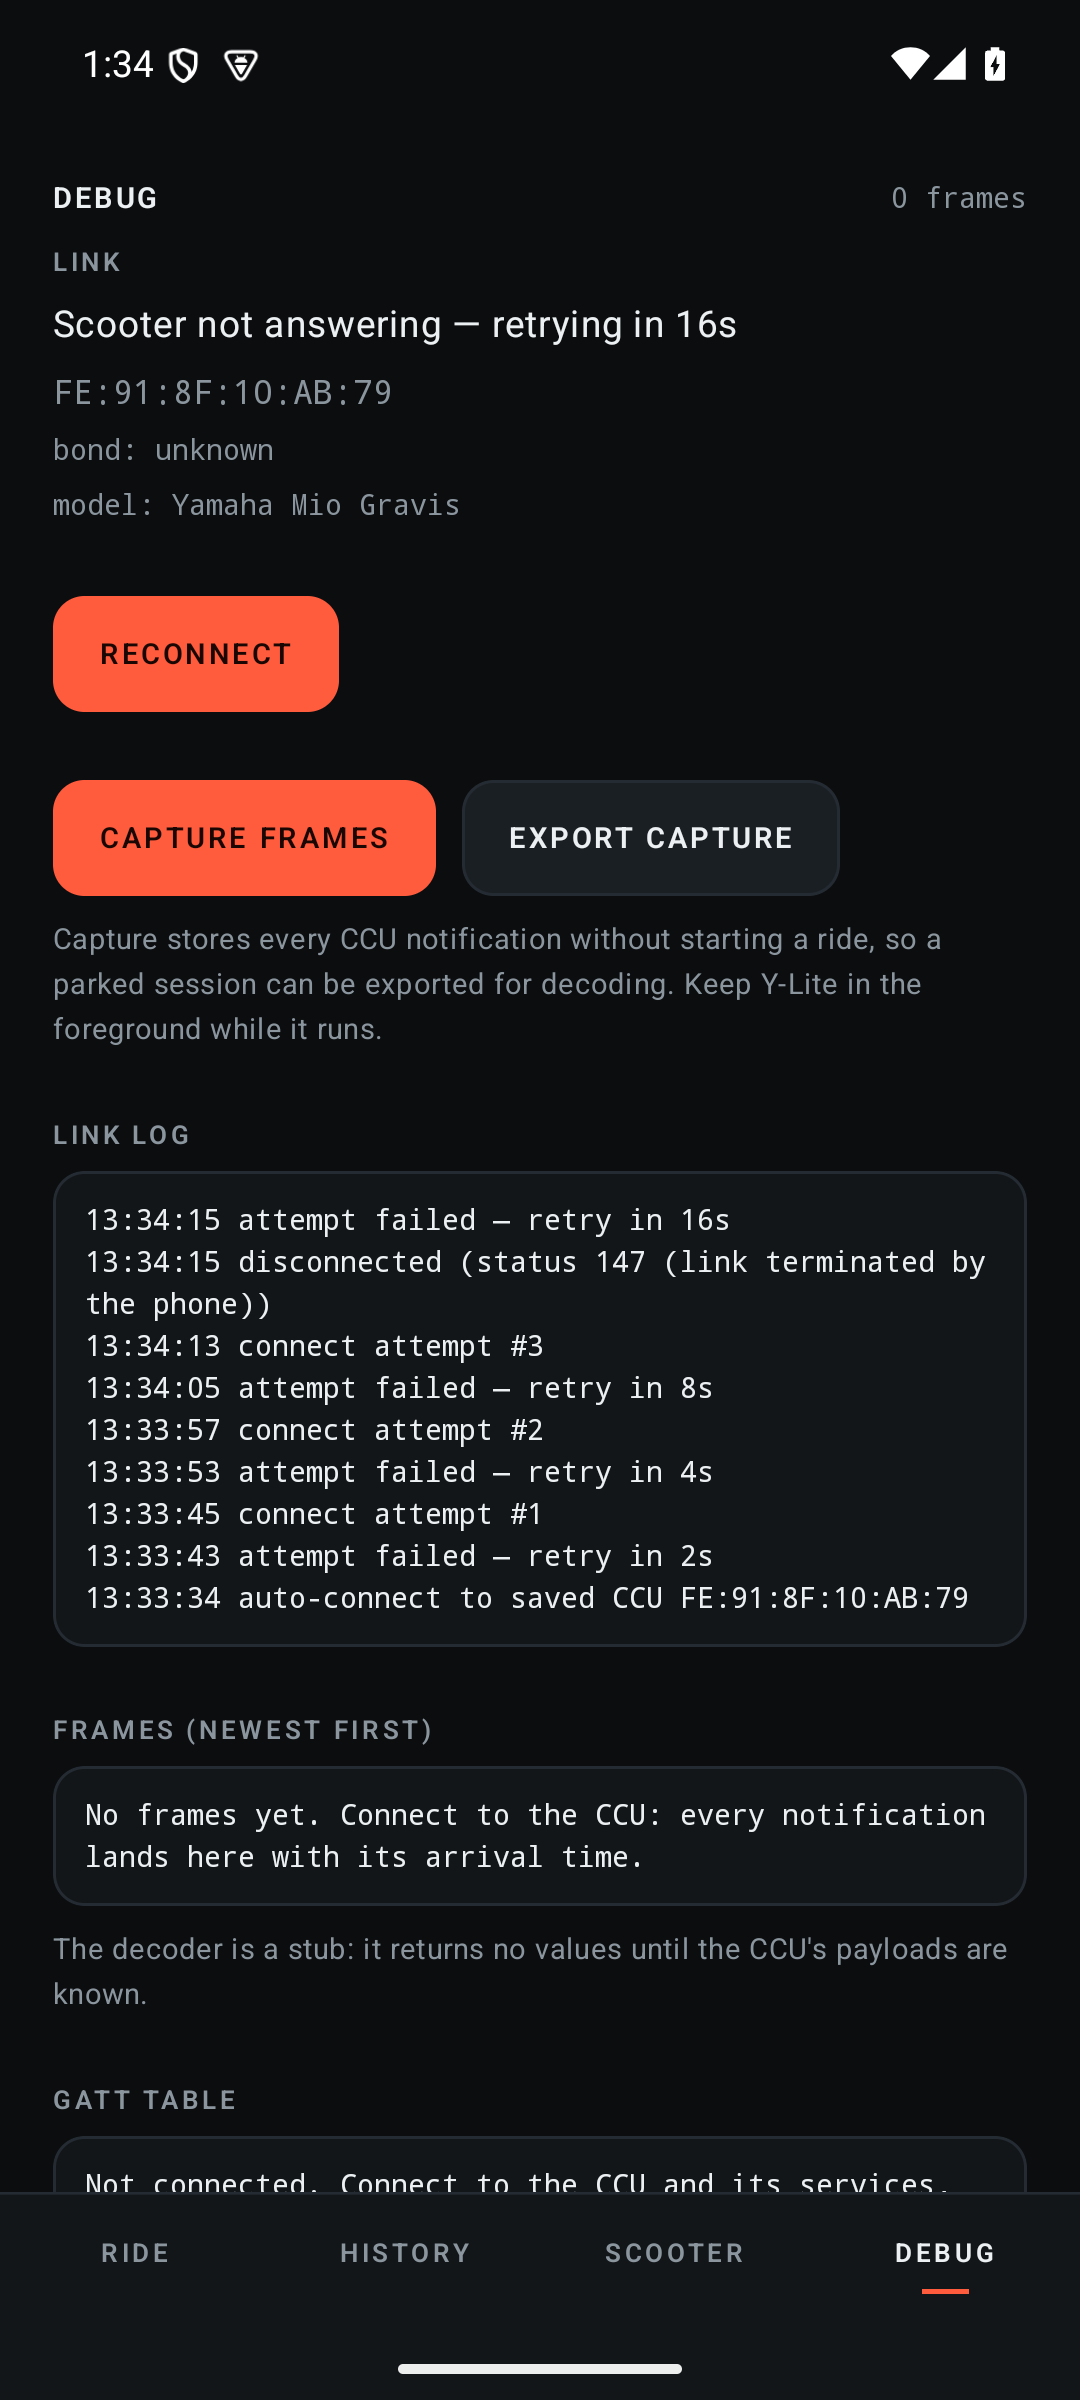 1:34
DEBUG
0 frames
LINK
Scooter not answering — retrying in 16s
FE:91:8F:10:AB:79
bond: unknown
model: Yamaha Mio Gravis
RECONNECT
CAPTURE FRAMES
EXPORT CAPTURE
Capture stores every CCU notification without starting a ride, so a
parked session can be exported for decoding. Keep Y-Lite in the
foreground while it runs.
LINK LOG
13:34:15 attempt failed — retry in 16s
13:34:15 disconnected (status 147 (link terminated by
the phone))
13:34:13 connect attempt #3
13:34:05 attempt failed — retry in 8s
13:33:57 connect attempt #2
13:33:53 attempt failed — retry in 4s
13:33:45 connect attempt #1
13:33:43 attempt failed — retry in 2s
13:33:34 auto-connect to saved CCU FE:91:8F:10:AB:79
FRAMES (NEWEST FIRST)
No frames yet. Connect to the CCU: every notification
lands here with its arrival time.
The decoder is a stub: it returns no values until the CCU's payloads are
known.
GATT TABLE
Not connected. Connect to the CCU and its services,
RIDE
HISTORY
SCOOTER
DEBUG